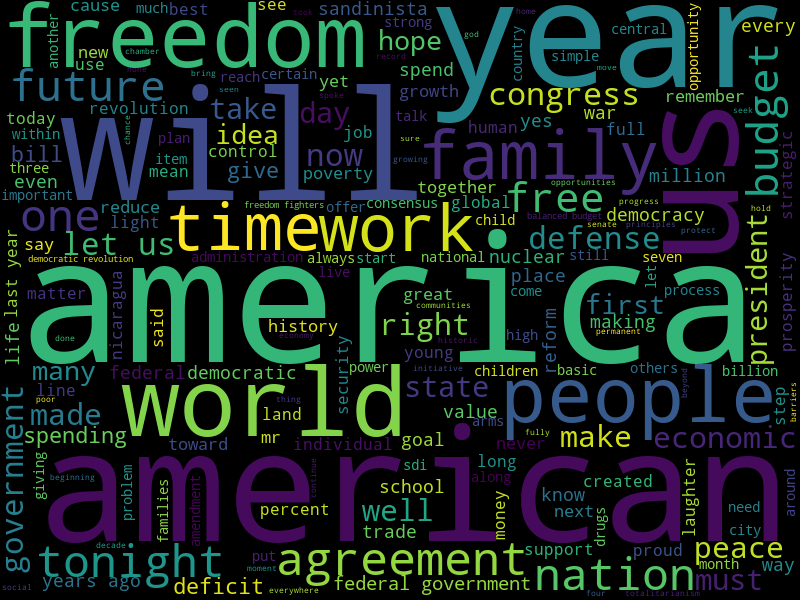 freedom
year
cause
much
best
sandinista
see
another
new
use
strong
hope
chamber
god
home
took
record
country
central
simple
move
opportunity
every
budget
future
bring
reach
certain
yet
spend
seen
spoke
growth
congress
remember
seek
strategic
today
revolution
take
day
chance
will
talk
human
yes
war
full
us
within
plan
idea
now
job
sure
family
million
bill
item
control
three
even
mean
give
poverty
growing
together
free
opportunities
important
reduce
freedom fighters
offer
consensus
global
child
balanced budget
progress
hold
one
light
time
work
senate
principles
protect
democracy
say
let us
defense
president
last year
democratic revolution
administration
always
start
national
nuclear
still
seven
let
process
prosperity
life
matter
nicaragua
live
america
great
communities
place
come
first
making
permanent
done
said
history
right
historic
economy
young
high
reform
many
federal
democratic
security
power
initiative
children
basic
others
beyond
billion
line
poor
world
thing
state
people
step
barriers
government
made
land
value
arms
spending
mr
toward
individual
goal
never
fully
make
economic
american
giving
beginning
problem
families
amendment
continue
sdi
long
along
created
laughter
around
school
percent
well
money
know
next
need
city
drugs
trade
tonight
decade
put
moment
agreement
support
proud
peace
month
way
social
years ago
deficit
everywhere
federal government
nation
four
totalitarianism
must